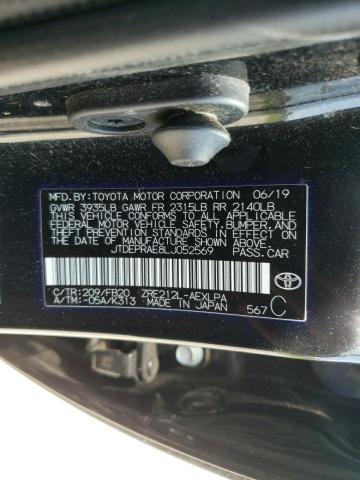 MFD.BY:TOYOTA MOTOR CORPORATION 06/19
GVWR 3935LB GAWR FR 2315LB RR 2140LB
THIS VEHICLE CONFORMS TO ALL APPLICABLE
FEDERAL MOTOR VEHICLE SAFETY,BUMPER,AND
THEFT PREVENTION STANDARDS IN EFFECT ON
THE DATE OF MANUFACTURE SHOWN ABOVE.
JTDEPRAE8LJ052569 PASS.CAR
C/TR:209/FB20 ZRE212L-AEXLPA
A/TM:-05A/K313 MADE IN JAPAN 567 C